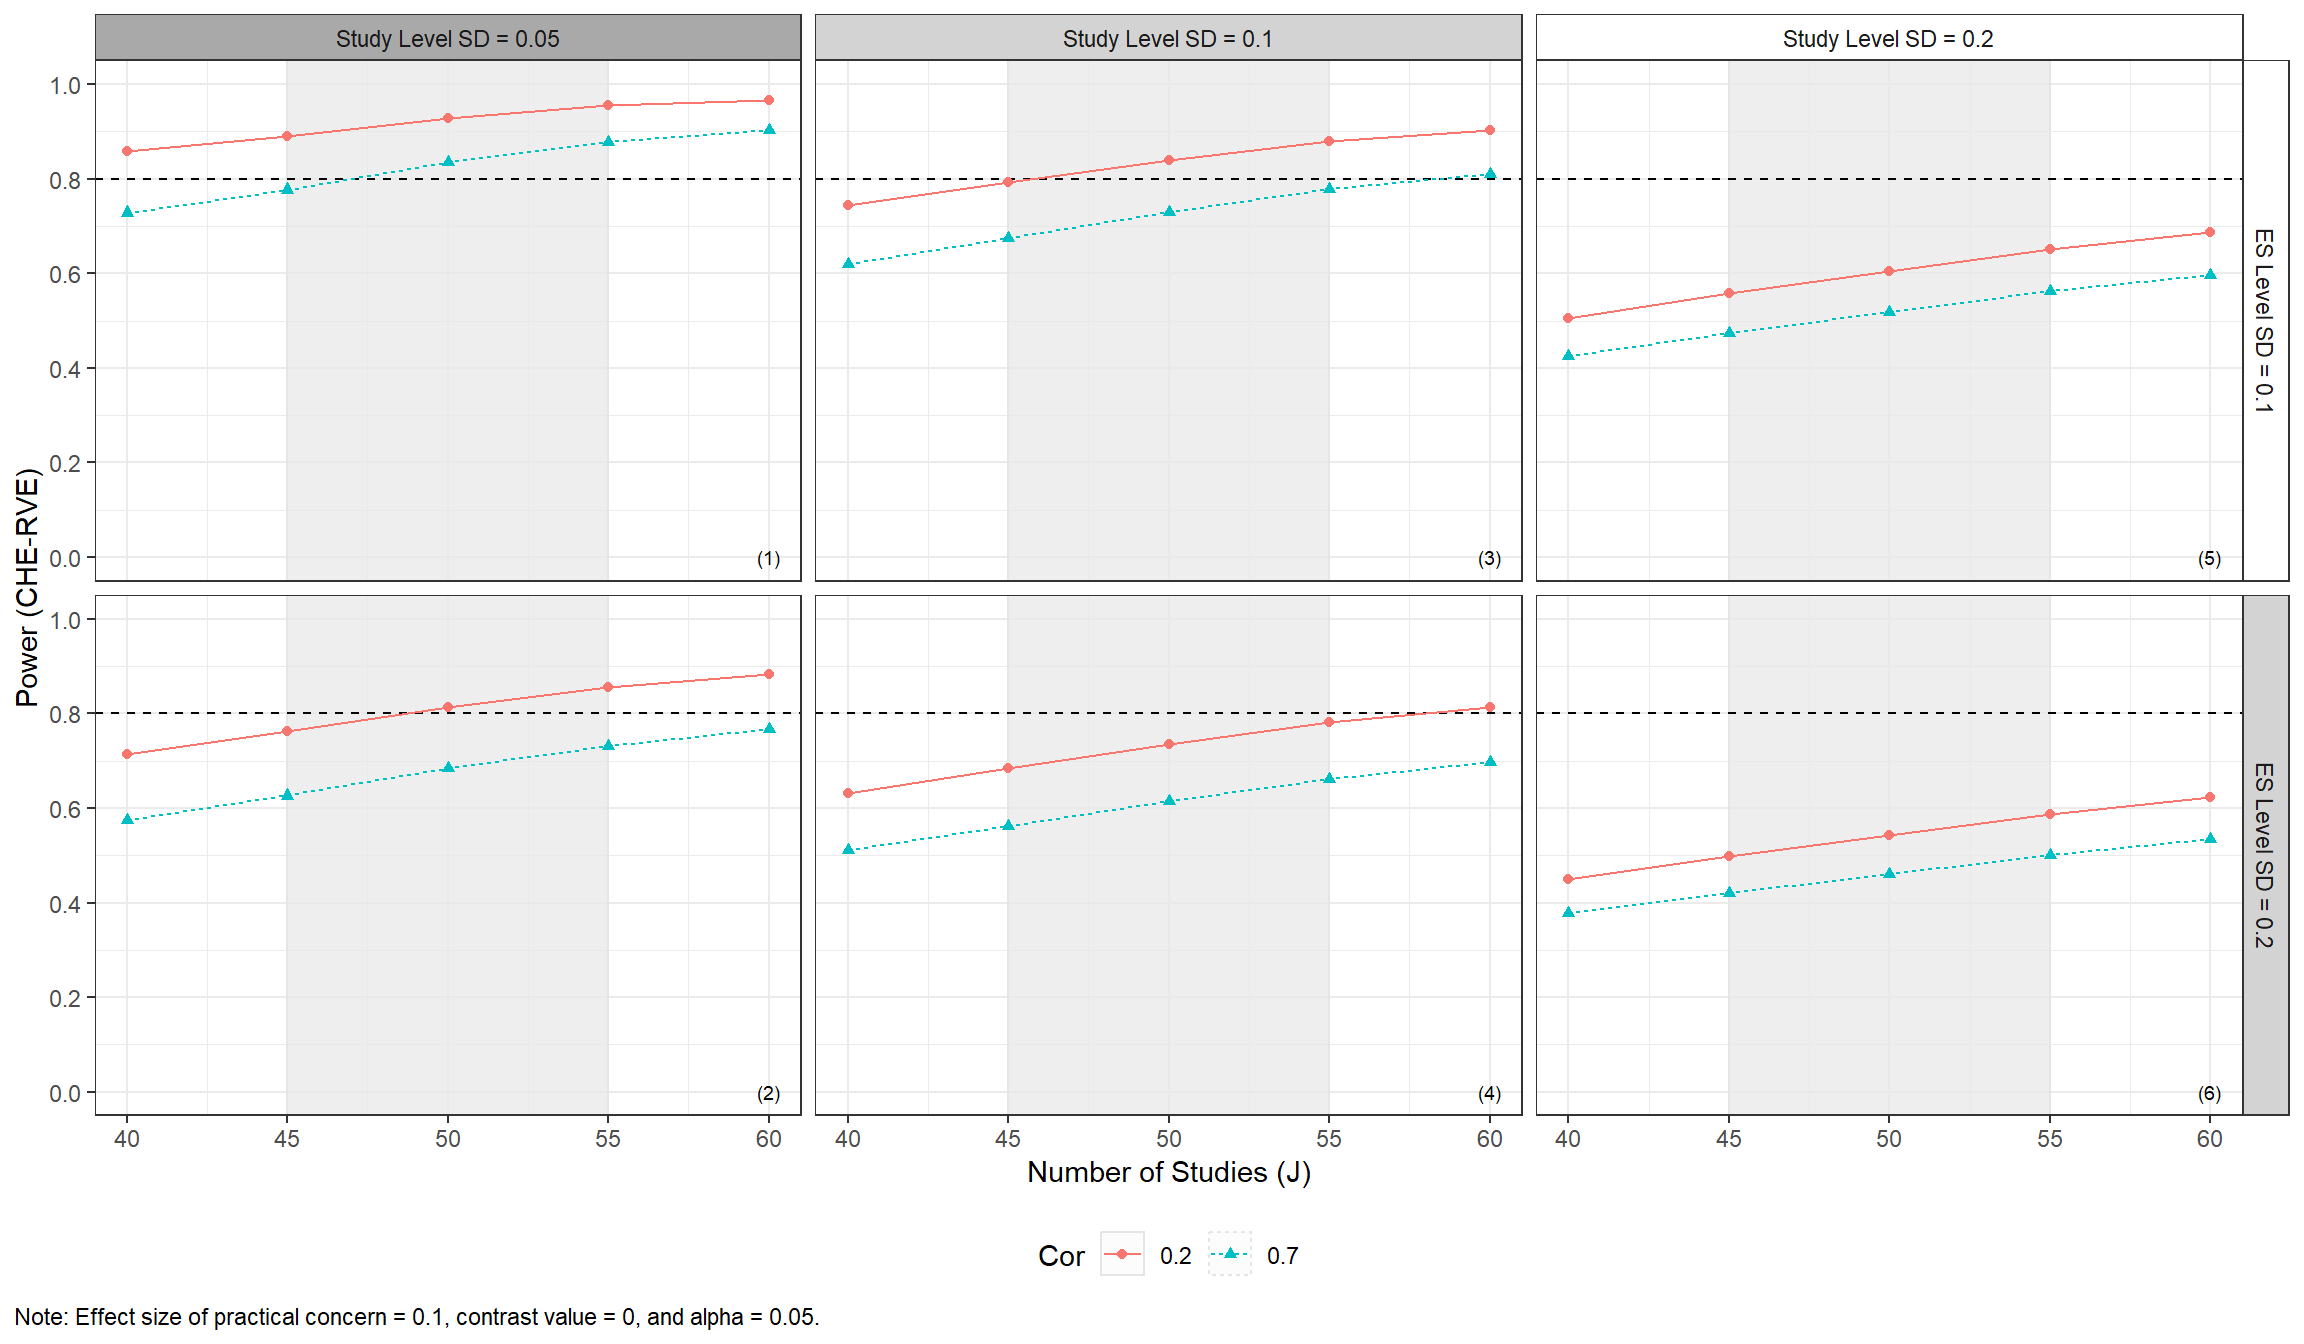 Study Level SD = 0.05
Study Level SD = 0.1
Study Level SD = 0.2
Power (CHE-RVE)
1.0
0.8
0.6
0.4
0.2
0.0
(1)
(3)
(5)
ES Level SD = 0.1
1.0
0.8
0.6
0.4
0.2
0.0
(2)
(4)
(6)
ES Level SD = 0.2
40 45 50 55 60
40 45 50 55 60
40 45 50 55 60
Number of Studies (J)
Cor 0.2 0.7
Note: Effect size of practical concern = 0.1, contrast value = 0, and alpha = 0.05.